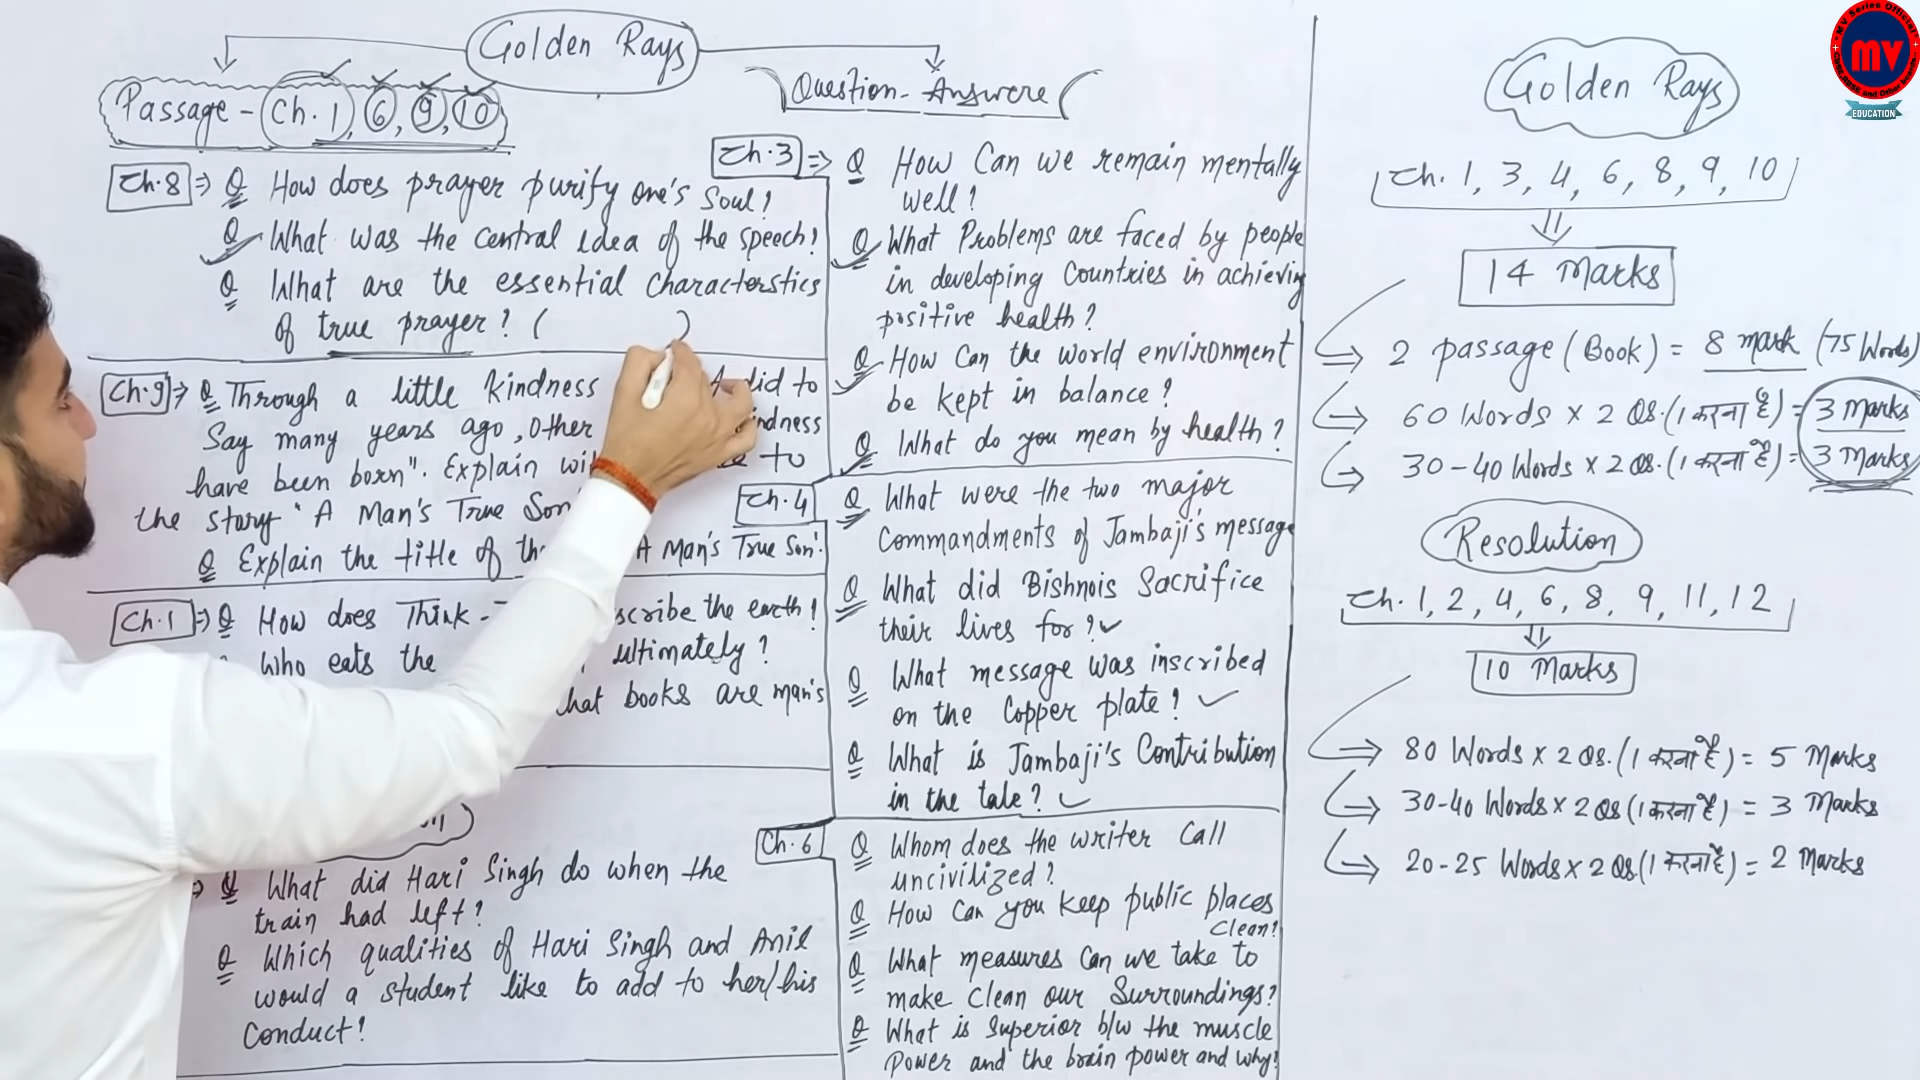 Golden Rays
Passage - Ch. 1, 6, 9, 10
Question - Answere
Ch. 8 ⇒ Q How does prayer purify one's soul?
Q What was the central idea of the speech?
Q What are the essential characterstics
of true prayer? ( )
Ch. 9 ⇒ Q Through a little kindness did to
Say many years ago, other kindness
have been born". Explain to
the story "A Man's True Son
Q Explain the title of A Man's True Son'.
Ch. 1 ⇒ Q How does Think - the earth?
Who eats the ultimately?
that books are man's
⇒ Q What did Hari Singh do when the
train had left?
Q Which qualities of Hari Singh and Anil
would a student like to add to her/his
conduct?
Ch. 3 ⇒ Q How Can we remain mentally
well?
Q What Problems are faced by people
in developing Countries in achieving
positive health?
Q How Can the world environment
be kept in balance?
Q What do you mean by health?
Ch. 4 Q What were the two major
Commandments of Jambaji's message
Q What did Bishnois Sacrifice
their lives for?
Q What message was inscribed
on the Copper plate?
Q What is Jambaji's Contribution
in the tale?
Ch. 6 Q Whom does the writer Call
uncivilized?
Q How Can you keep public places
Clean?
Q What measures Can we take to
make Clean our Surroundings?
Q What is Superior b/w the muscle
Power and the brain power and why?
Golden Rays
Ch. 1, 3, 4, 6, 8, 9, 10
14 Marks
2 passage (Book) = 8 mark (75 Words)
60 Words × 2 Qs. (1 करना है) = 3 Marks
30-40 Words × 2 Qs. (1 करना है) = 3 Marks
Resolution
Ch. 1, 2, 4, 6, 8, 9, 11, 12
10 Marks
80 Words × 2 Qs. (1 करना है) = 5 Marks
30-40 Words × 2 Qs (1 करना है) = 3 Marks
20-25 Words × 2 Qs. (1 करना है) = 2 Marks
MV Series Official
MV
EDUCATION